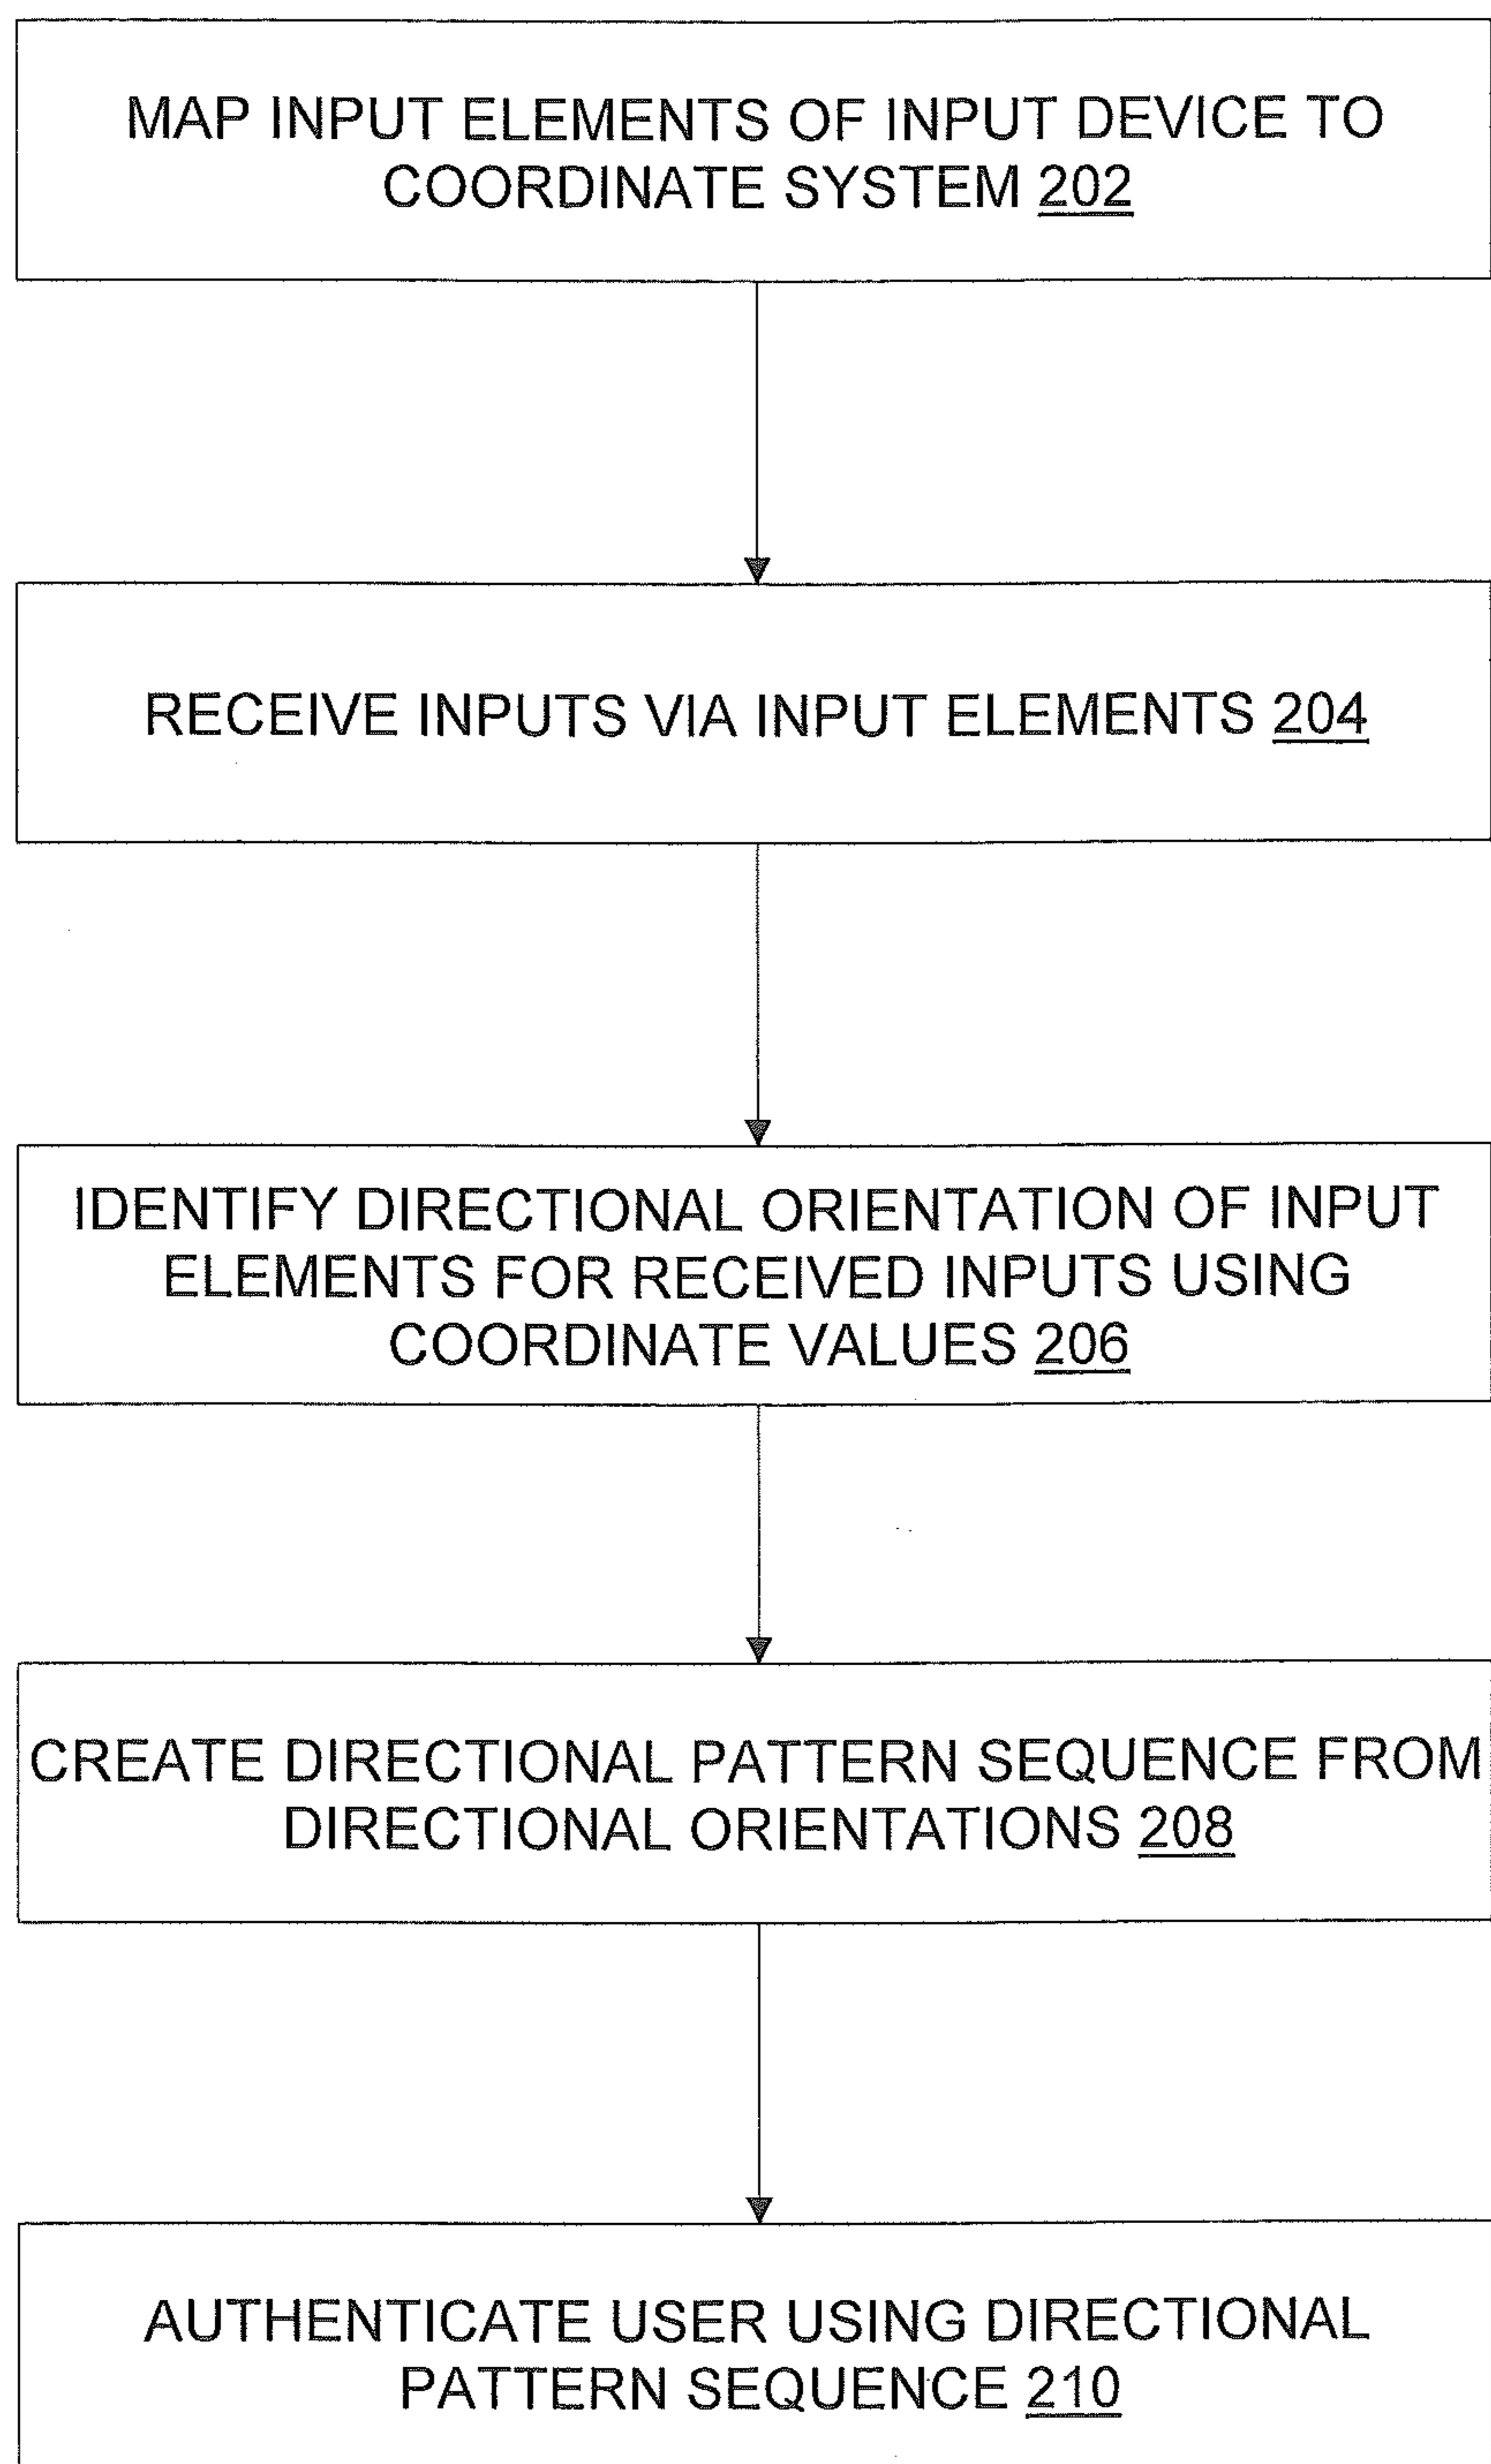 MAP INPUT ELEMENTS OF INPUT DEVICE TO
COORDINATE SYSTEM 202
RECEIVE INPUTS VIA INPUT ELEMENTS 204
IDENTIFY DIRECTIONAL ORIENTATION OF INPUT
ELEMENTS FOR RECEIVED INPUTS USING
COORDINATE VALUES 206
CREATE DIRECTIONAL PATTERN SEQUENCE FROM
DIRECTIONAL ORIENTATIONS 208
AUTHENTICATE USER USING DIRECTIONAL
PATTERN SEQUENCE 210